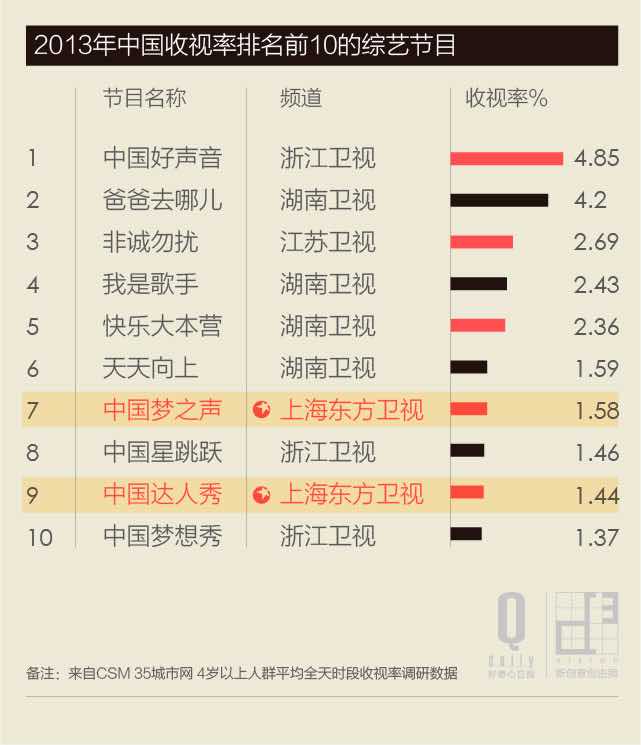 2013年中国收视率排名前10的综艺节目
节目名称 频道 收视率%
1 中国好声音 浙江卫视 4.85
2 爸爸去哪儿 湖南卫视 4.2
3 非诚勿扰 江苏卫视 2.69
4 我是歌手 湖南卫视 2.43
5 快乐大本营 湖南卫视 2.36
6 天天向上 湖南卫视 1.59
7 中国梦之声 上海东方卫视 1.58
8 中国星跳跃 浙江卫视 1.46
9 中国达人秀 上海东方卫视 1.44
10 中国梦想秀 浙江卫视 1.37
Q
daily
好奇心日报
备注：来自CSM 35城市网 4岁以上人群平均全天时段收视率调研数据